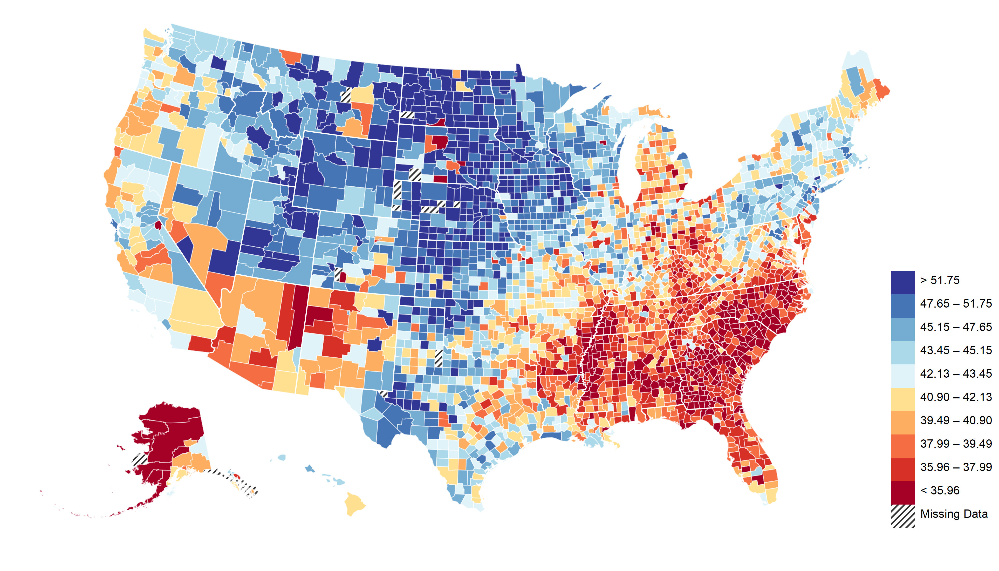 > 51.75
47.65 – 51.75
45.15 – 47.65
43.45 – 45.15
42.13 – 43.45
40.90 – 42.13
39.49 – 40.90
37.99 – 39.49
35.96 – 37.99
< 35.96
Missing Data